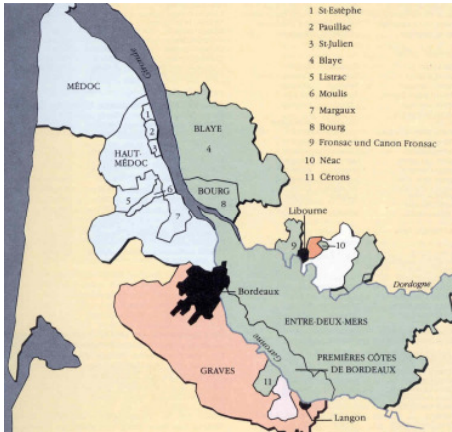 1 St-Estèphe
2 Pauillac
3 St-Julien
4 Blaye
5 Listrac
6 Moulis
7 Margaux
8 Bourg
9 Fronsac und Canon Fronsac
10 Néac
11 Cérons
Gironde
MÉDOC
1
2
3
BLAYE
4
HAUT-
MÉDOC
5
6
7
BOURG
8
Libourne
9
10
Dordogne
Bordeaux
ENTRE-DEUX-MERS
Garonne
PREMIÈRES CÔTES
DE BORDEAUX
GRAVES
11
Langon